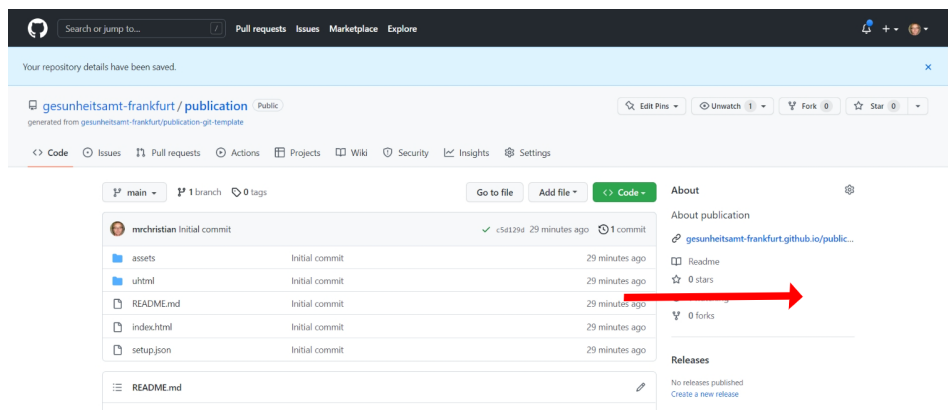 Search or jump to... / Pull requests Issues Marketplace Explore
Your repository details have been saved.
gesunheitsamt-frankfurt / publication Public
Edit Pins Unwatch 1 Fork 0 Star 0
generated from gesunheitsamt-frankfurt/publication-git-template
<> Code Issues Pull requests Actions Projects Wiki Security Insights Settings
main 1 branch 0 tags Go to file Add file <> Code
About
mrchristian Initial commit c5d129d 29 minutes ago 1 commit
About publication
gesunheitsamt-frankfurt.github.io/public...
assets Initial commit 29 minutes ago
Readme
uhtml Initial commit 29 minutes ago
0 stars
README.md Initial commit 29 minutes ago
index.html Initial commit 29 minutes ago
0 forks
setup.json Initial commit 29 minutes ago
Releases
README.md
No releases published
Create a new release